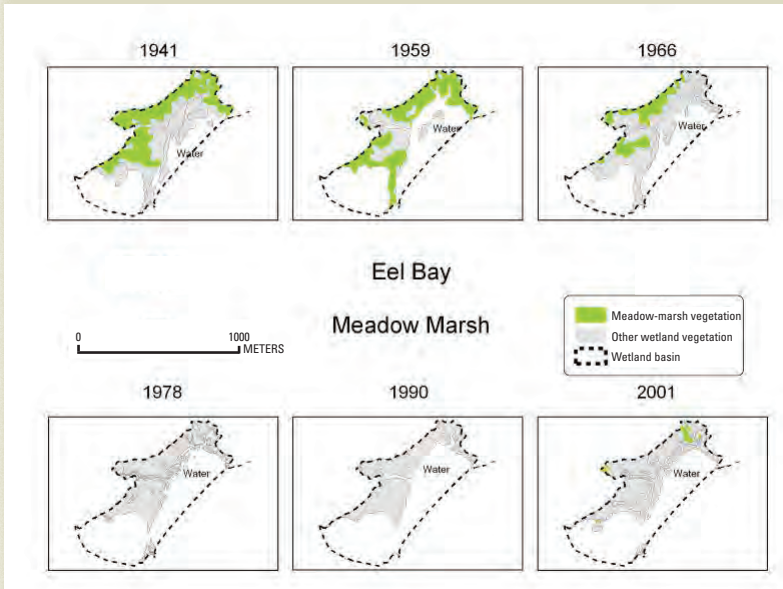 1941
1959
1966
Water
Water
Water
Eel Bay
Meadow Marsh
0
1000
METERS
Meadow-marsh vegetation
Other wetland vegetation
Wetland basin
1978
1990
2001
Water
Water
Water